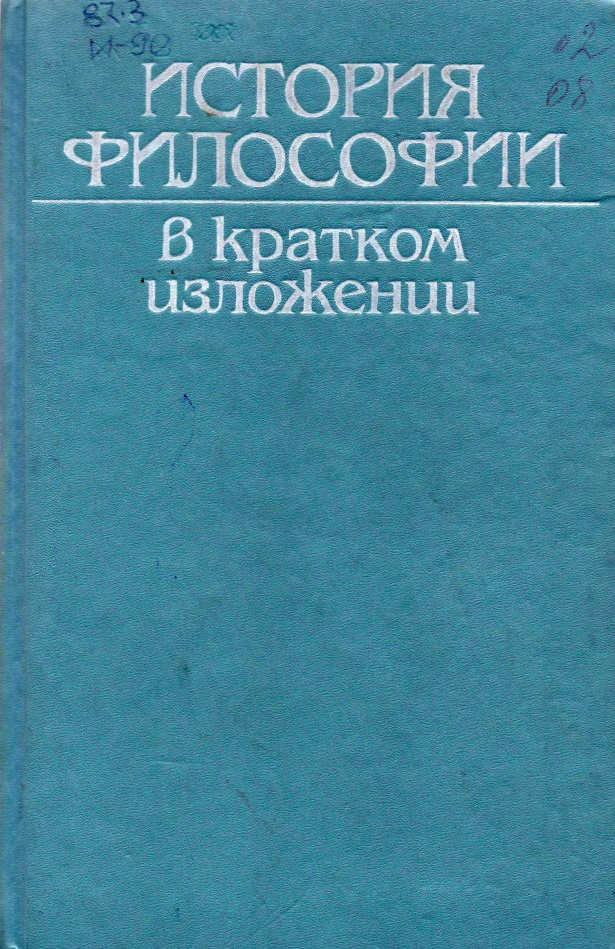 87.3
И-90
02
08
ИСТОРИЯ
ФИЛОСОФИИ
в кратком
изложении